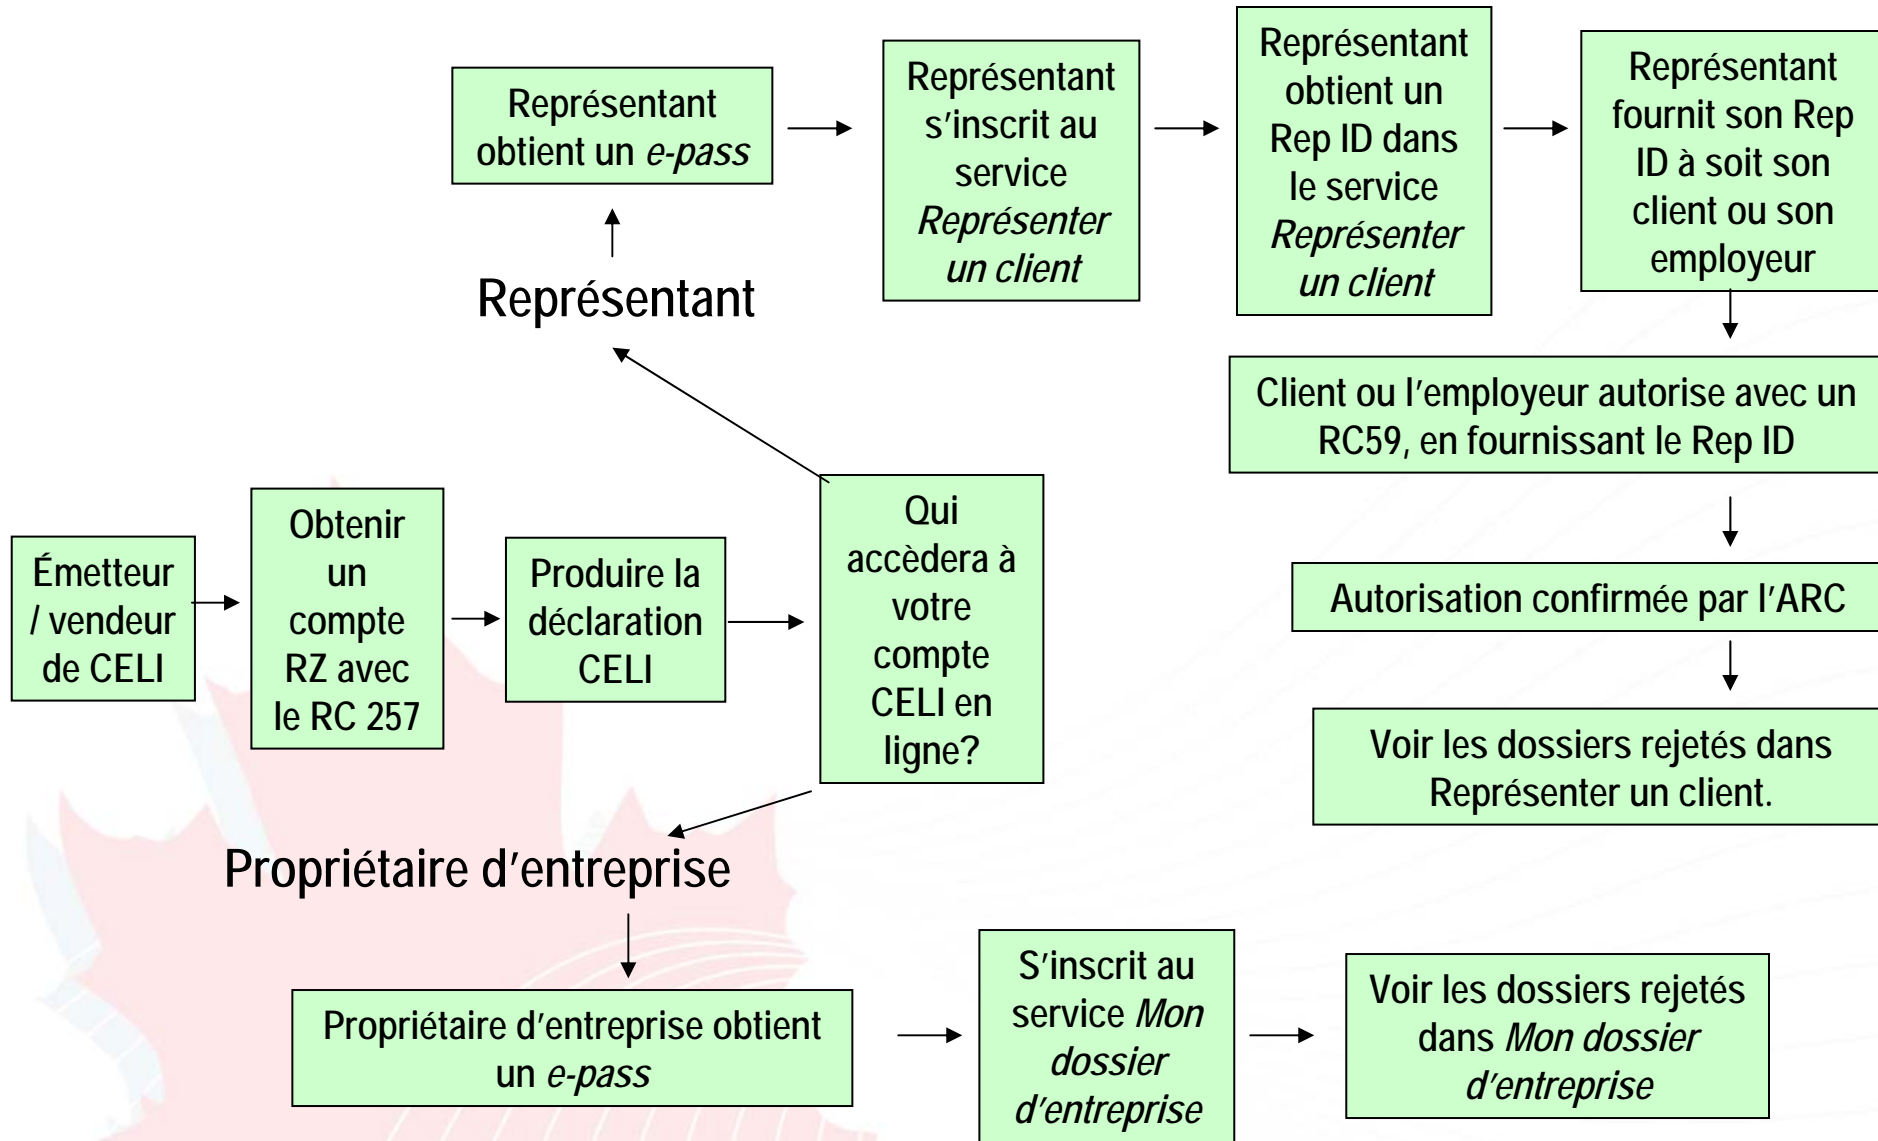 Représentant
obtient un e-pass
Représentant
s’inscrit au
service
Représenter
un client
Représentant
obtient un
Rep ID dans
le service
Représenter
un client
Représentant
fournit son Rep
ID à soit son
client ou son
employeur
Représentant
Client ou l’employeur autorise avec un
RC59, en fournissant le Rep ID
Autorisation confirmée par l’ARC
Voir les dossiers rejetés dans
Représenter un client.
Émetteur
/ vendeur
de CELI
Obtenir
un
compte
RZ avec
le RC 257
Produire la
déclaration
CELI
Qui
accèdera à
votre
compte
CELI en
ligne?
Propriétaire d’entreprise
Propriétaire d’entreprise obtient
un e-pass
S’inscrit au
service Mon
dossier
d’entreprise
Voir les dossiers rejetés
dans Mon dossier
d’entreprise